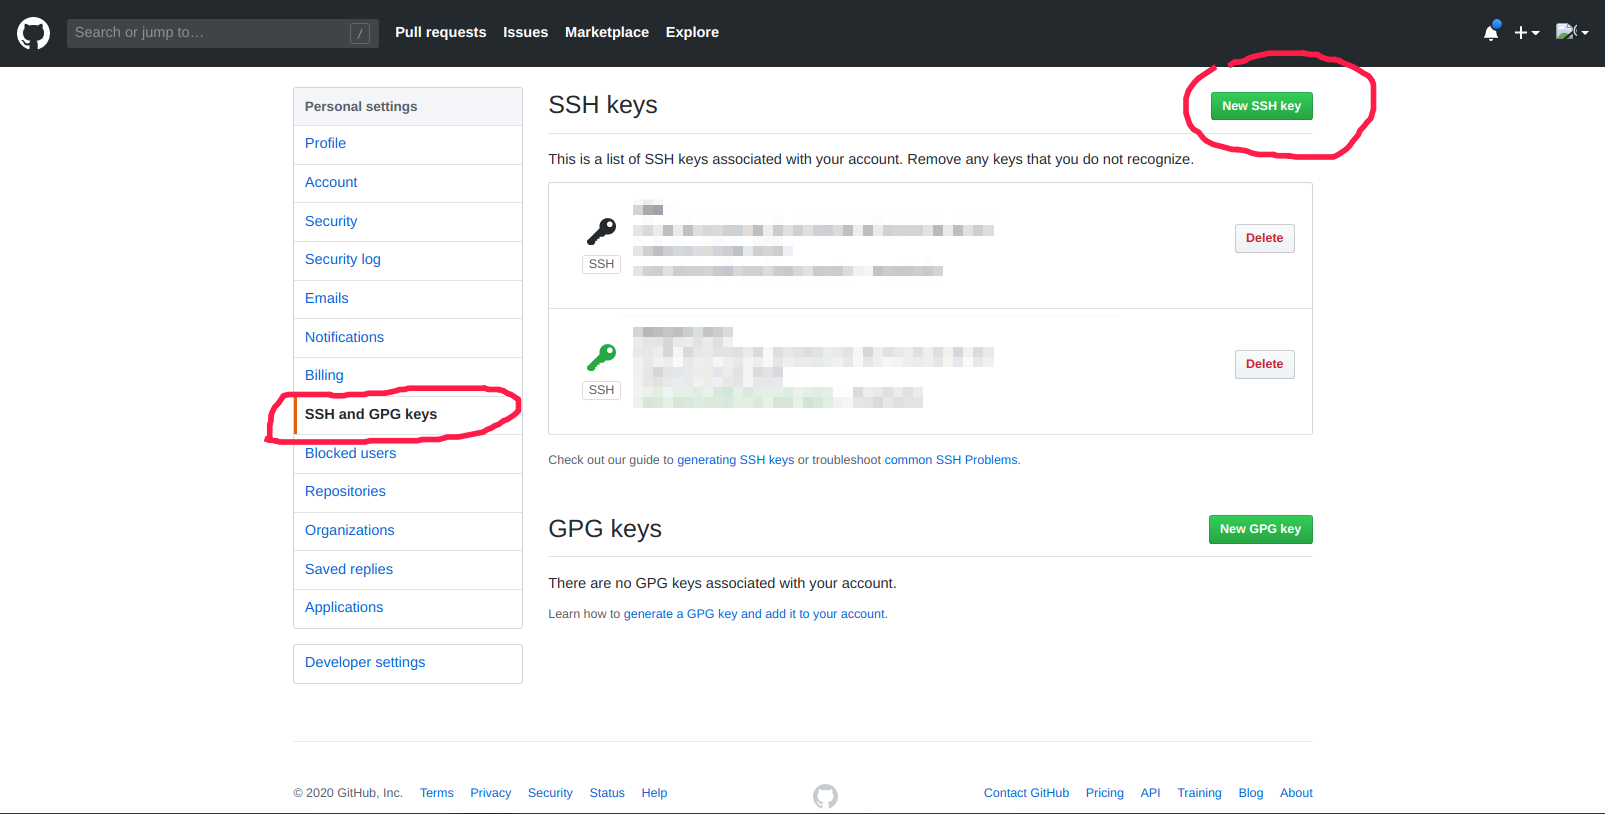 Search or jump to… /
Pull requests Issues Marketplace Explore
Personal settings
Profile
Account
Security
Security log
Emails
Notifications
Billing
SSH and GPG keys
Blocked users
Repositories
Organizations
Saved replies
Applications
Developer settings
SSH keys
New SSH key
This is a list of SSH keys associated with your account. Remove any keys that you do not recognize.
SSH
Delete
SSH
Delete
Check out our guide to generating SSH keys or troubleshoot common SSH Problems.
GPG keys
New GPG key
There are no GPG keys associated with your account.
Learn how to generate a GPG key and add it to your account.
© 2020 GitHub, Inc. Terms Privacy Security Status Help
Contact GitHub Pricing API Training Blog About